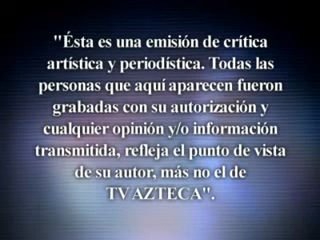 "Ésta es una emisión de crítica
artística y periodística. Todas las
personas que aquí aparecen fueron
grabadas con su autorización y
cualquier opinión y/o información
transmitida, refleja el punto de vista
de su autor, más no el de
TV AZTECA".